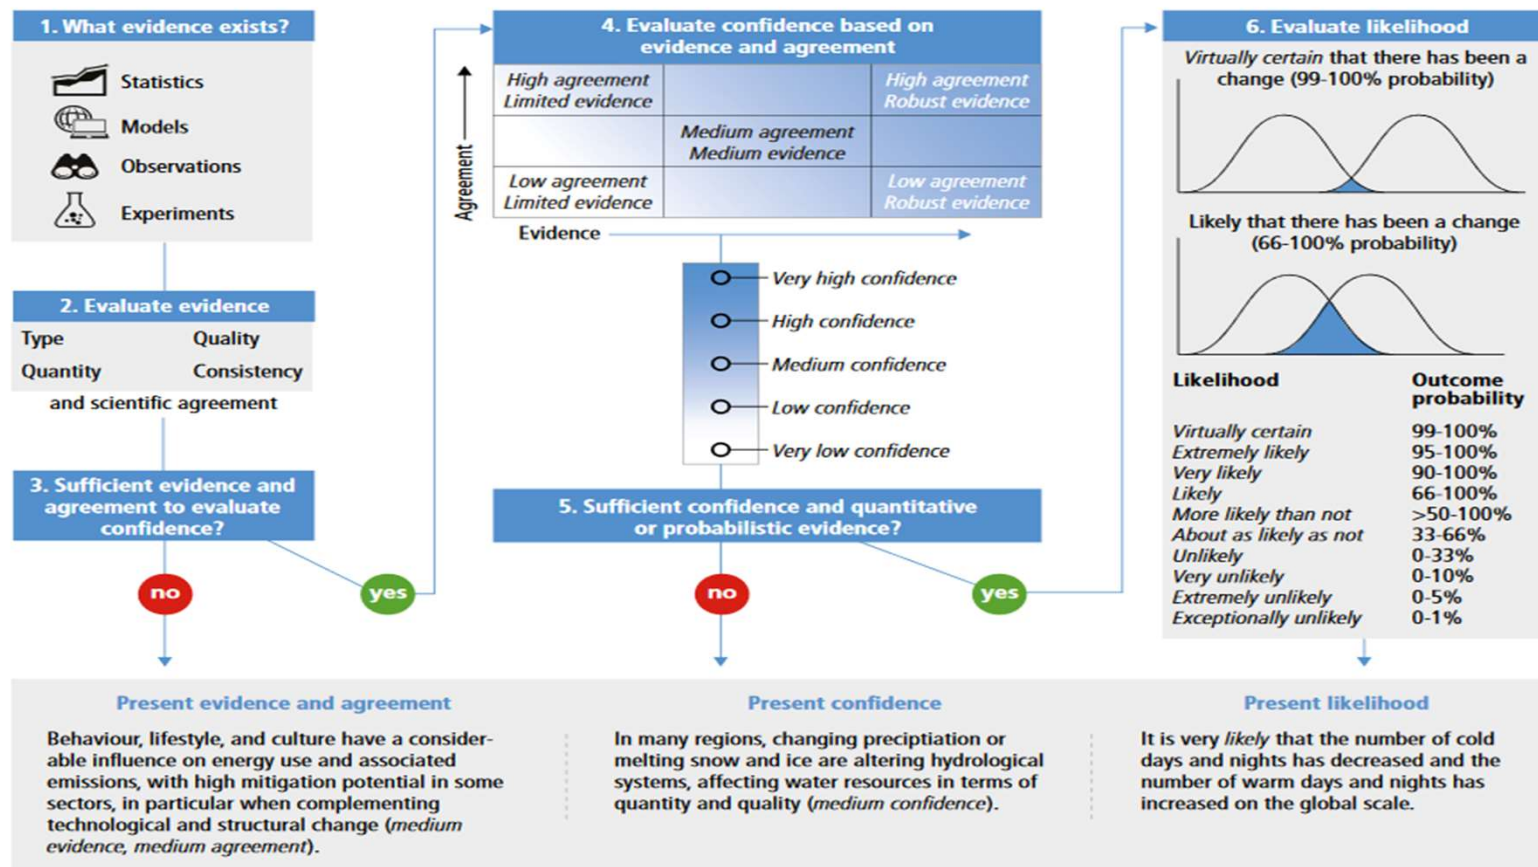 1. What evidence exists?
Statistics
Models
Observations
Experiments
2. Evaluate evidence
Type
Quality
Quantity
Consistency
and scientific agreement
3. Sufficient evidence and
agreement to evaluate
confidence?
no
yes
4. Evaluate confidence based on
evidence and agreement
Agreement
High agreement
Limited evidence
High agreement
Robust evidence
Medium agreement
Medium evidence
Low agreement
Limited evidence
Low agreement
Robust evidence
Evidence
Very high confidence
High confidence
Medium confidence
Low confidence
Very low confidence
5. Sufficient confidence and quantitative
or probabilistic evidence?
no
yes
6. Evaluate likelihood
Virtually certain that there has been a
change (99-100% probability)
Likely that there has been a change
(66-100% probability)
Likelihood
Outcome
probability
Virtually certain 99-100%
Extremely likely 95-100%
Very likely 90-100%
Likely 66-100%
More likely than not >50-100%
About as likely as not 33-66%
Unlikely 0-33%
Very unlikely 0-10%
Extremely unlikely 0-5%
Exceptionally unlikely 0-1%
Present evidence and agreement
Behaviour, lifestyle, and culture have a consider-
able influence on energy use and associated
emissions, with high mitigation potential in some
sectors, in particular when complementing
technological and structural change (medium
evidence, medium agreement).
Present confidence
In many regions, changing preciptiation or
melting snow and ice are altering hydrological
systems, affecting water resources in terms of
quantity and quality (medium confidence).
Present likelihood
It is very likely that the number of cold
days and nights has decreased and the
number of warm days and nights has
increased on the global scale.